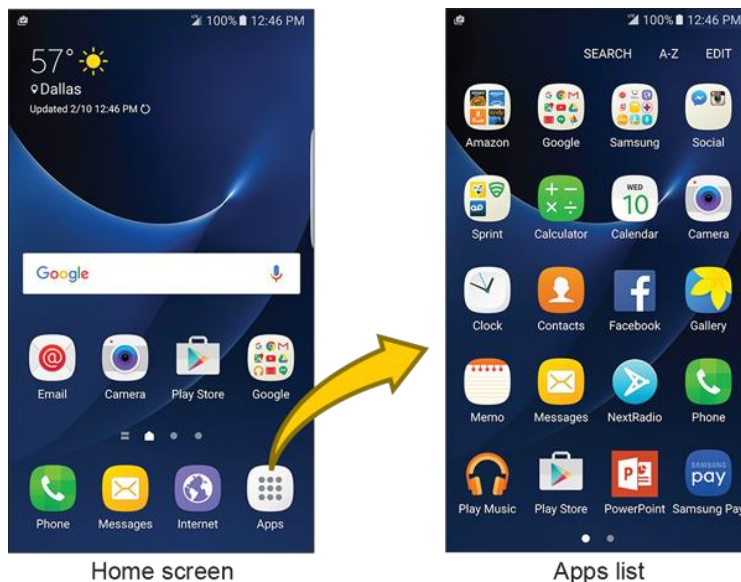 100% 12:46 PM
57°
Dallas
Updated 2/10 12:46 PM
Google
Email Camera Play Store Google
Phone Messages Internet Apps
Home screen
100% 12:46 PM
SEARCH A-Z EDIT
Amazon Google Samsung Social
Sprint Calculator Calendar Camera
WED
10
Clock Contacts Facebook Gallery
Memo Messages NextRadio Phone
SAMSUNG
pay
Play Music Play Store PowerPoint Samsung Pay
Apps list